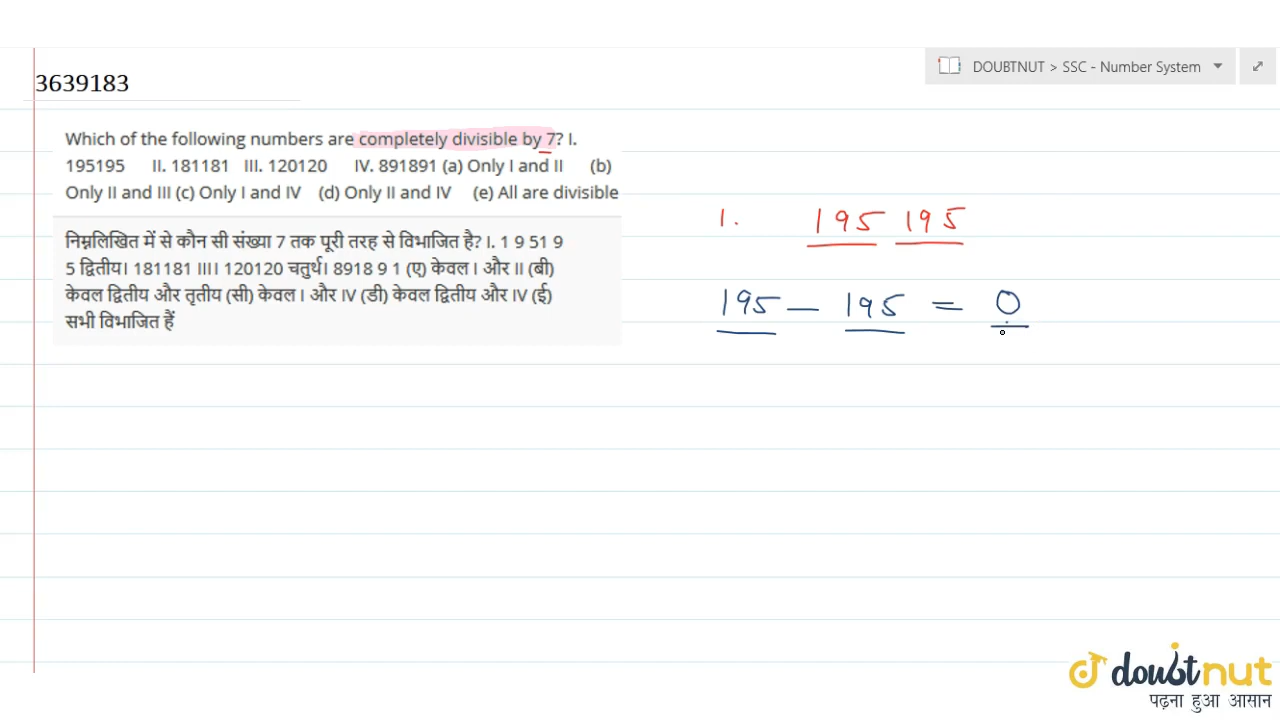 3639183
DOUBTNUT > SSC - Number System
Which of the following numbers are completely divisible by 7? I.
195195 II. 181181 III. 120120 IV. 891891 (a) Only I and II (b)
Only II and III (c) Only I and IV (d) Only II and IV (e) All are divisible
निम्नलिखित में से कौन सी संख्या 7 तक पूरी तरह से विभाजित है? I. 1 9 51 9
5 द्वितीय। 181181 III। 120120 चतुर्थ। 8918 9 1 (ए) केवल I और II (बी)
केवल द्वितीय और तृतीय (सी) केवल I और IV (डी) केवल द्वितीय और IV (ई)
सभी विभाजित हैं
1. 195 195
195 - 195 = 0
doubtnut
पढ़ना हुआ आसान